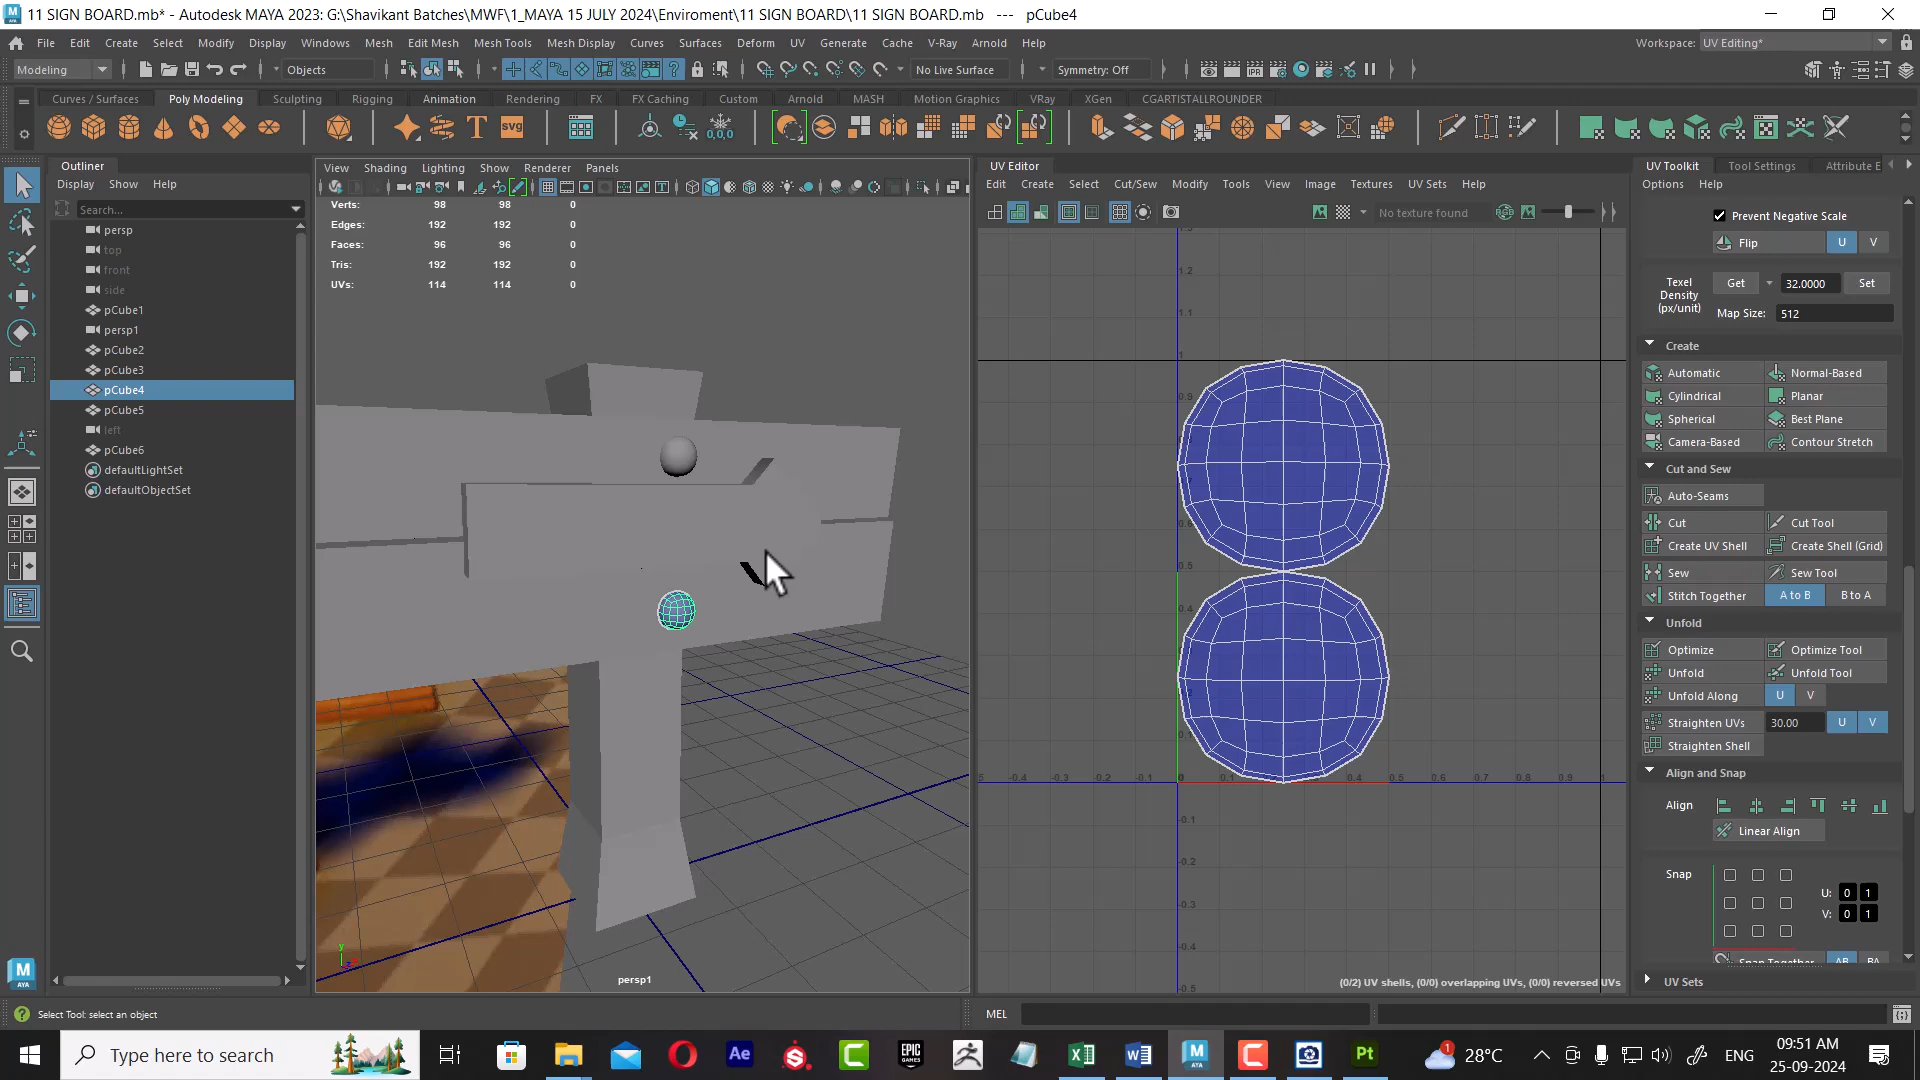 11 SIGN BOARD.mb* - Autodesk MAYA 2023: G:\Shavikant Batches\MWF\1_MAYA 15 JULY 2024\Enviroment\11 SIGN BOARD\11 SIGN BOARD.mb --- pCube4
File Edit Create Select Modify Display Windows Mesh Edit Mesh Mesh Tools Mesh Display Curves Surfaces Deform UV Generate Cache V-Ray Arnold Help Workspace: UV Editing*
Modeling Objects No Live Surface Symmetry: Off
Curves / Surfaces Poly Modeling Sculpting Rigging Animation Rendering FX FX Caching Custom Arnold MASH Motion Graphics VRay XGen CGARTISTALLROUNDER
Outliner
Display Show Help
Search...
persp
top
front
side
pCube1
persp1
pCube2
pCube3
pCube4
pCube5
left
pCube6
defaultLightSet
defaultObjectSet
View Shading Lighting Show Renderer Panels
Verts: 98 98 0
Edges: 192 192 0
Faces: 96 96 0
Tris: 192 192 0
UVs: 114 114 0
persp1
UV Editor
Edit Create Select Cut/Sew Modify Tools View Image Textures UV Sets Help
No texture found
(0/2) UV shells, (0/0) overlapping UVs, (0/0) reversed UVs
UV Toolkit Tool Settings Attribute E
Options Help
Prevent Negative Scale
Flip U V
Texel Density (px/unit) Get 32.0000 Set
Map Size: 512
Create
Automatic Normal-Based
Cylindrical Planar
Spherical Best Plane
Camera-Based Contour Stretch
Cut and Sew
Auto-Seams
Cut Cut Tool
Create UV Shell Create Shell (Grid)
Sew Sew Tool
Stitch Together A to B B to A
Unfold
Optimize Optimize Tool
Unfold Unfold Tool
Unfold Along U V
Straighten UVs 30.00 U V
Straighten Shell
Align and Snap
Align
Linear Align
Snap U: 0 1
V: 0 1
Snap Together AB BA
UV Sets
Select Tool: select an object
MEL
Type here to search
28°C
ENG
09:51 AM
25-09-2024